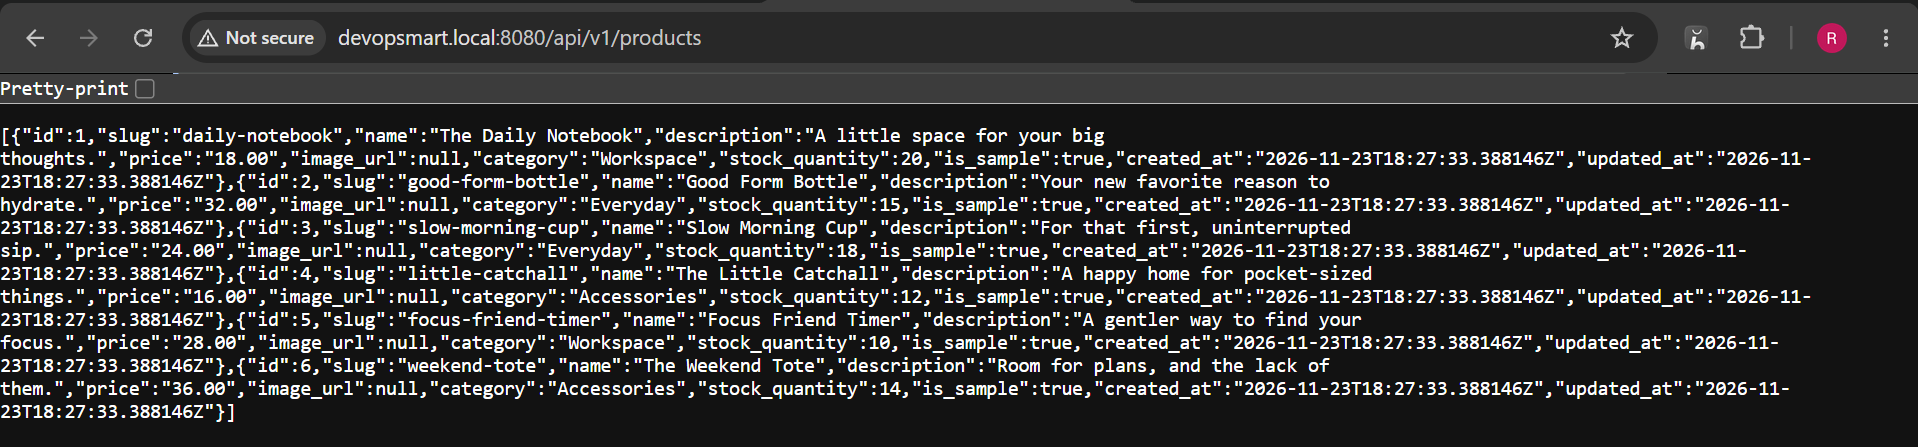 Not secure devopsmart.local:8080/api/v1/products R
Pretty-print
[{"id":1,"slug":"daily-notebook","name":"The Daily Notebook","description":"A little space for your big
thoughts.","price":"18.00","image_url":null,"category":"Workspace","stock_quantity":20,"is_sample":true,"created_at":"2026-11-23T18:27:33.388146Z","updated_at":"2026-11-
23T18:27:33.388146Z"},{"id":2,"slug":"good-form-bottle","name":"Good Form Bottle","description":"Your new favorite reason to
hydrate.","price":"32.00","image_url":null,"category":"Everyday","stock_quantity":15,"is_sample":true,"created_at":"2026-11-23T18:27:33.388146Z","updated_at":"2026-11-
23T18:27:33.388146Z"},{"id":3,"slug":"slow-morning-cup","name":"Slow Morning Cup","description":"For that first, uninterrupted
sip.","price":"24.00","image_url":null,"category":"Everyday","stock_quantity":18,"is_sample":true,"created_at":"2026-11-23T18:27:33.388146Z","updated_at":"2026-11-
23T18:27:33.388146Z"},{"id":4,"slug":"little-catchall","name":"The Little Catchall","description":"A happy home for pocket-sized
things.","price":"16.00","image_url":null,"category":"Accessories","stock_quantity":12,"is_sample":true,"created_at":"2026-11-23T18:27:33.388146Z","updated_at":"2026-11-
23T18:27:33.388146Z"},{"id":5,"slug":"focus-friend-timer","name":"Focus Friend Timer","description":"A gentler way to find your
focus.","price":"28.00","image_url":null,"category":"Workspace","stock_quantity":10,"is_sample":true,"created_at":"2026-11-23T18:27:33.388146Z","updated_at":"2026-11-
23T18:27:33.388146Z"},{"id":6,"slug":"weekend-tote","name":"The Weekend Tote","description":"Room for plans, and the lack of
them.","price":"36.00","image_url":null,"category":"Accessories","stock_quantity":14,"is_sample":true,"created_at":"2026-11-23T18:27:33.388146Z","updated_at":"2026-11-
23T18:27:33.388146Z"}]